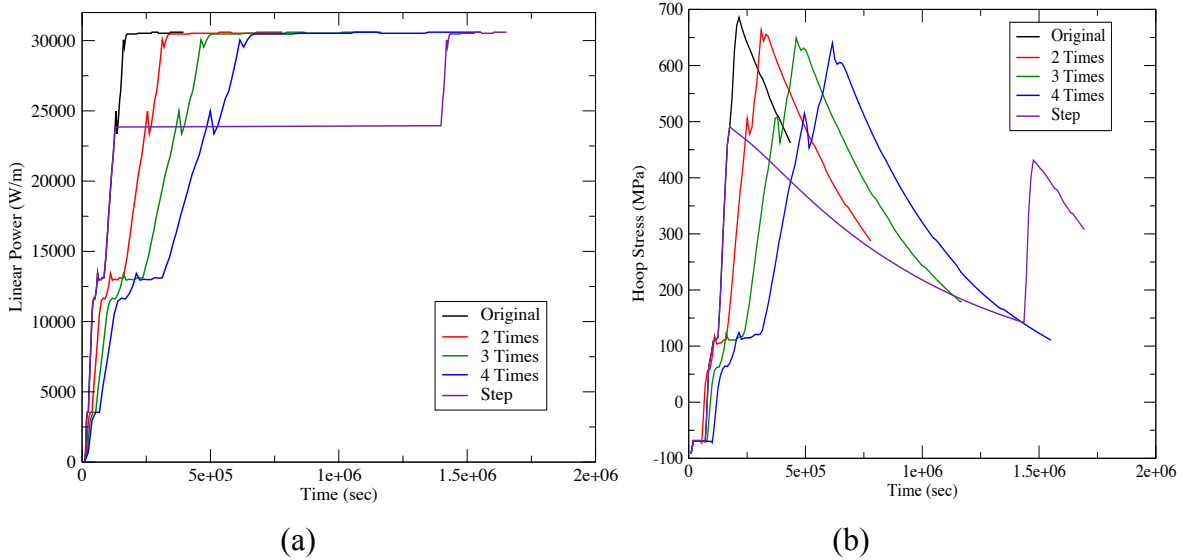 30000
25000
20000
15000
10000
5000
0
Linear Power (W/m)
0 5e+05 1e+06 1.5e+06 2e+06
Time (sec)
Original
2 Times
3 Times
4 Times
Step
(a)
700
600
500
400
300
200
100
0
-100
Hoop Stress (MPa)
0 5e+05 1e+06 1.5e+06 2e+06
Time (sec)
Original
2 Times
3 Times
4 Times
Step
(b)